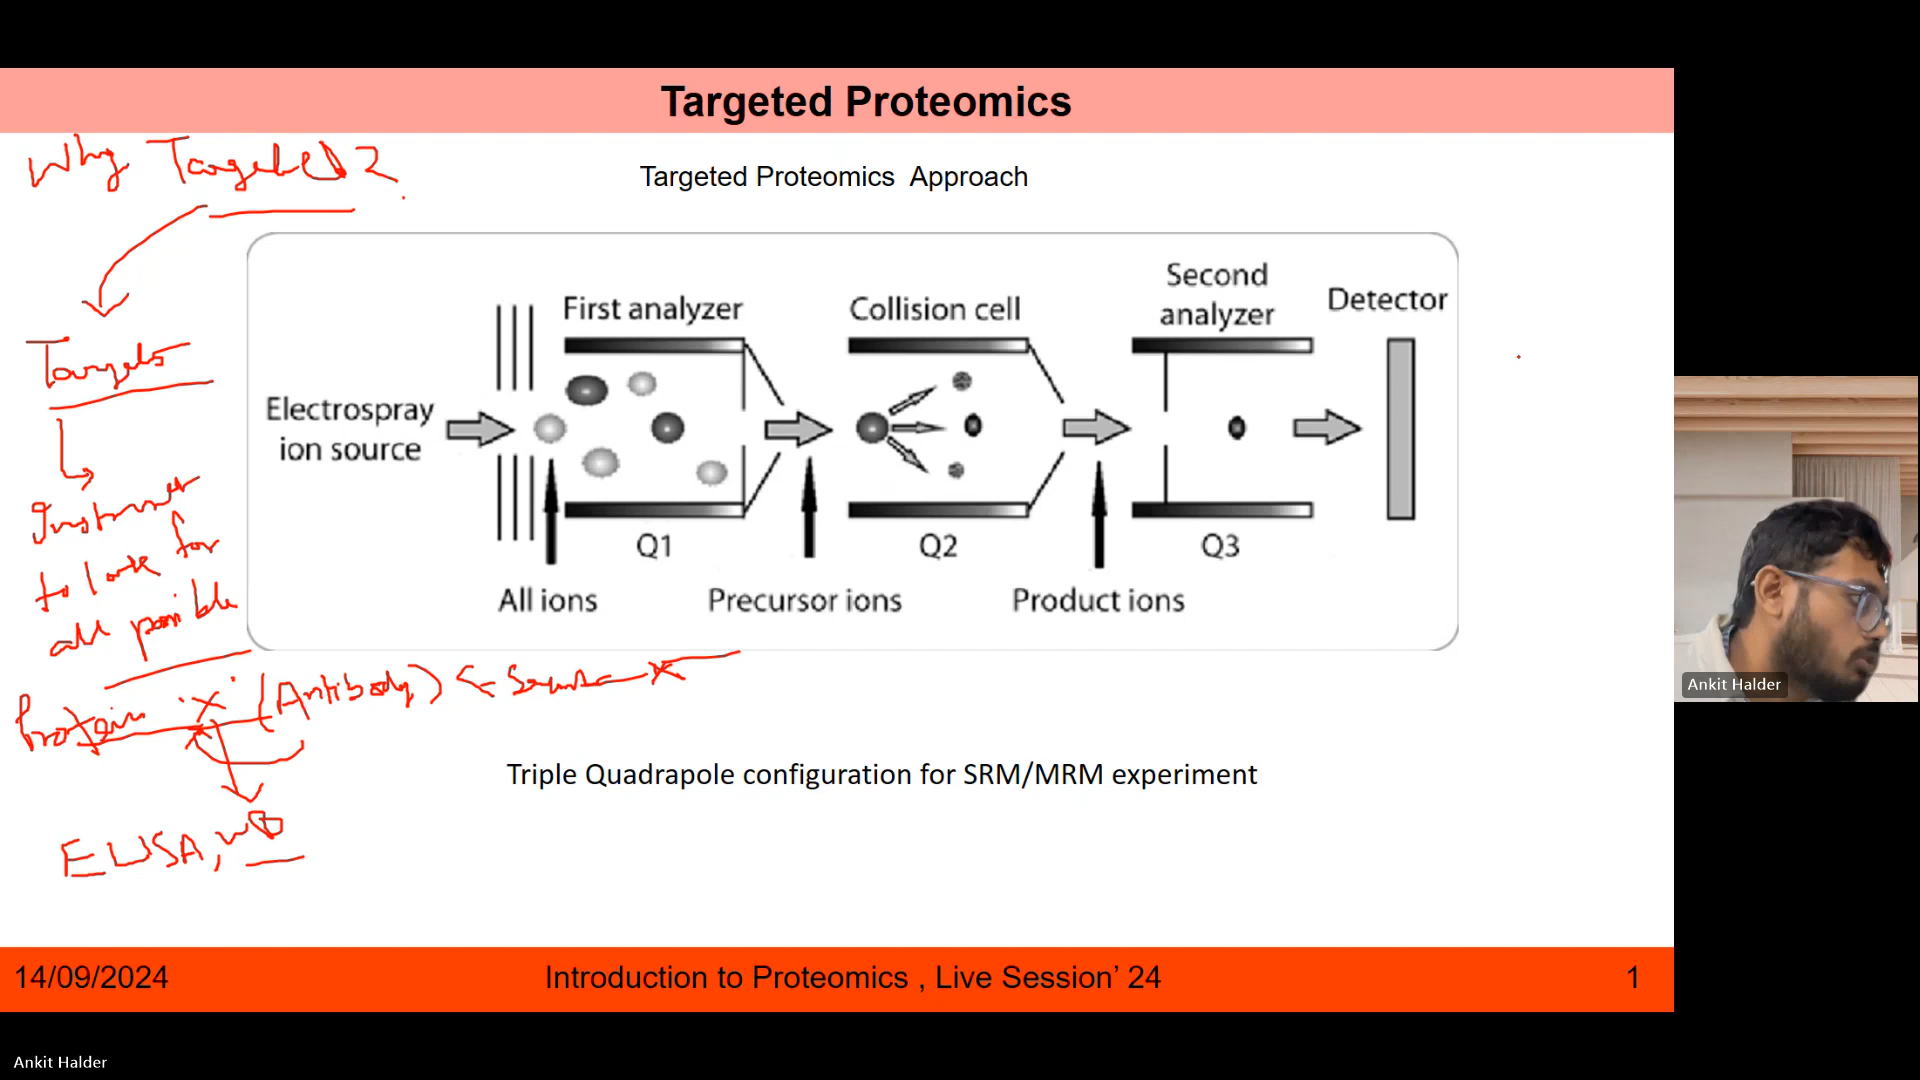 Targeted Proteomics
Why Targeted?
Targeted Proteomics Approach
Targets
Instrument
to look for
all possible
Protein 'X' (Antibody) <
ELISA, WB
Electrospray
ion source
First analyzer
Collision cell
Second
analyzer
Detector
Q1
Q2
Q3
All ions
Precursor ions
Product ions
Triple Quadrapole configuration for SRM/MRM experiment
14/09/2024
Introduction to Proteomics , Live Session’ 24
1
Ankit Halder
Ankit Halder